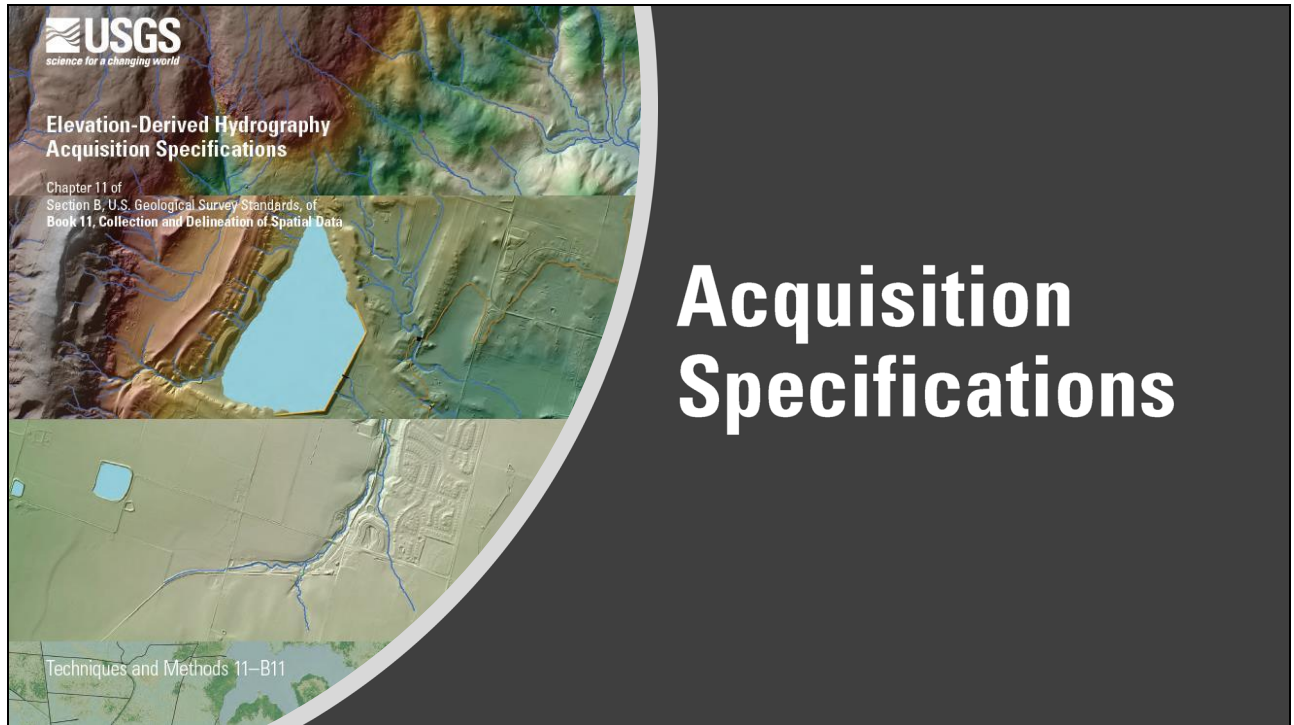 USGS
science for a changing world
Elevation-Derived Hydrography
Acquisition Specifications
Chapter 11 of
Section B, U.S. Geological Survey Standards, of
Book 11, Collection and Delineation of Spatial Data
Techniques and Methods 11–B11
Acquisition
Specifications